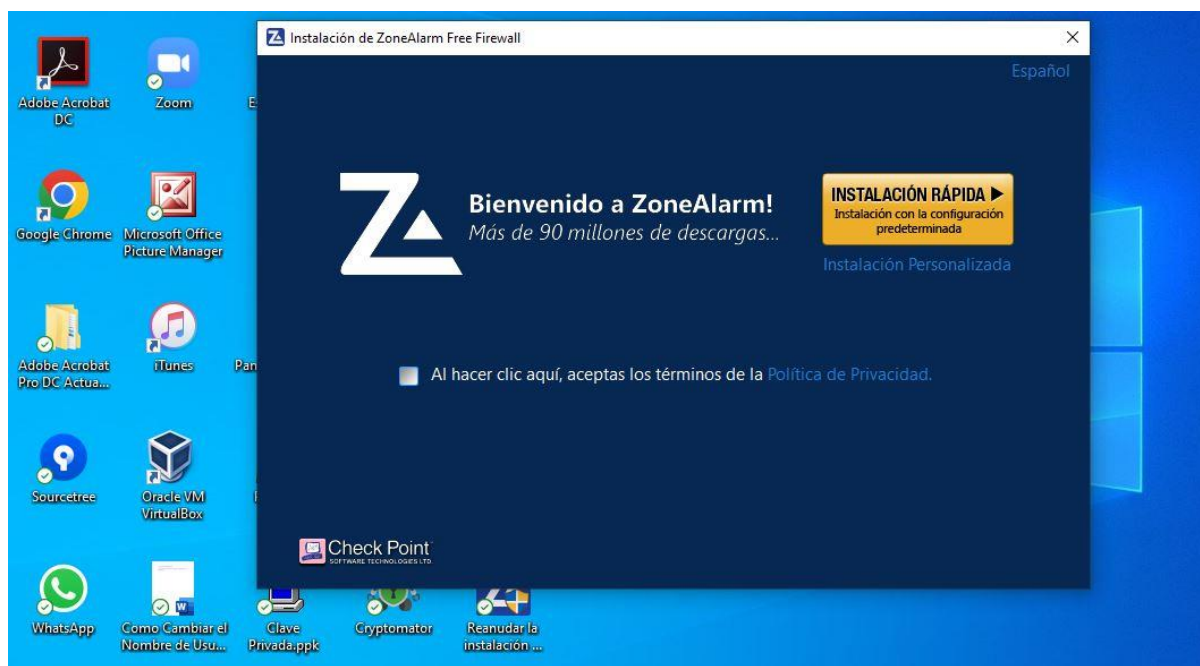 Instalación de ZoneAlarm Free Firewall
Español
Bienvenido a ZoneAlarm!
Más de 90 millones de descargas...
INSTALACIÓN RÁPIDA
Instalación con la configuración
predeterminada
Instalación Personalizada
Al hacer clic aquí, aceptas los términos de la Política de Privacidad.
Check Point
SOFTWARE TECHNOLOGIES LTD
Adobe Acrobat
DC
Zoom
Google Chrome
Microsoft Office
Picture Manager
Adobe Acrobat
Pro DC Actua...
iTunes
Sourcetree
Oracle VM
VirtualBox
WhatsApp
Como Cambiar el
Nombre de Usu...
Clave
Privada.ppk
Cryptomator
Reanudar la
instalación ...